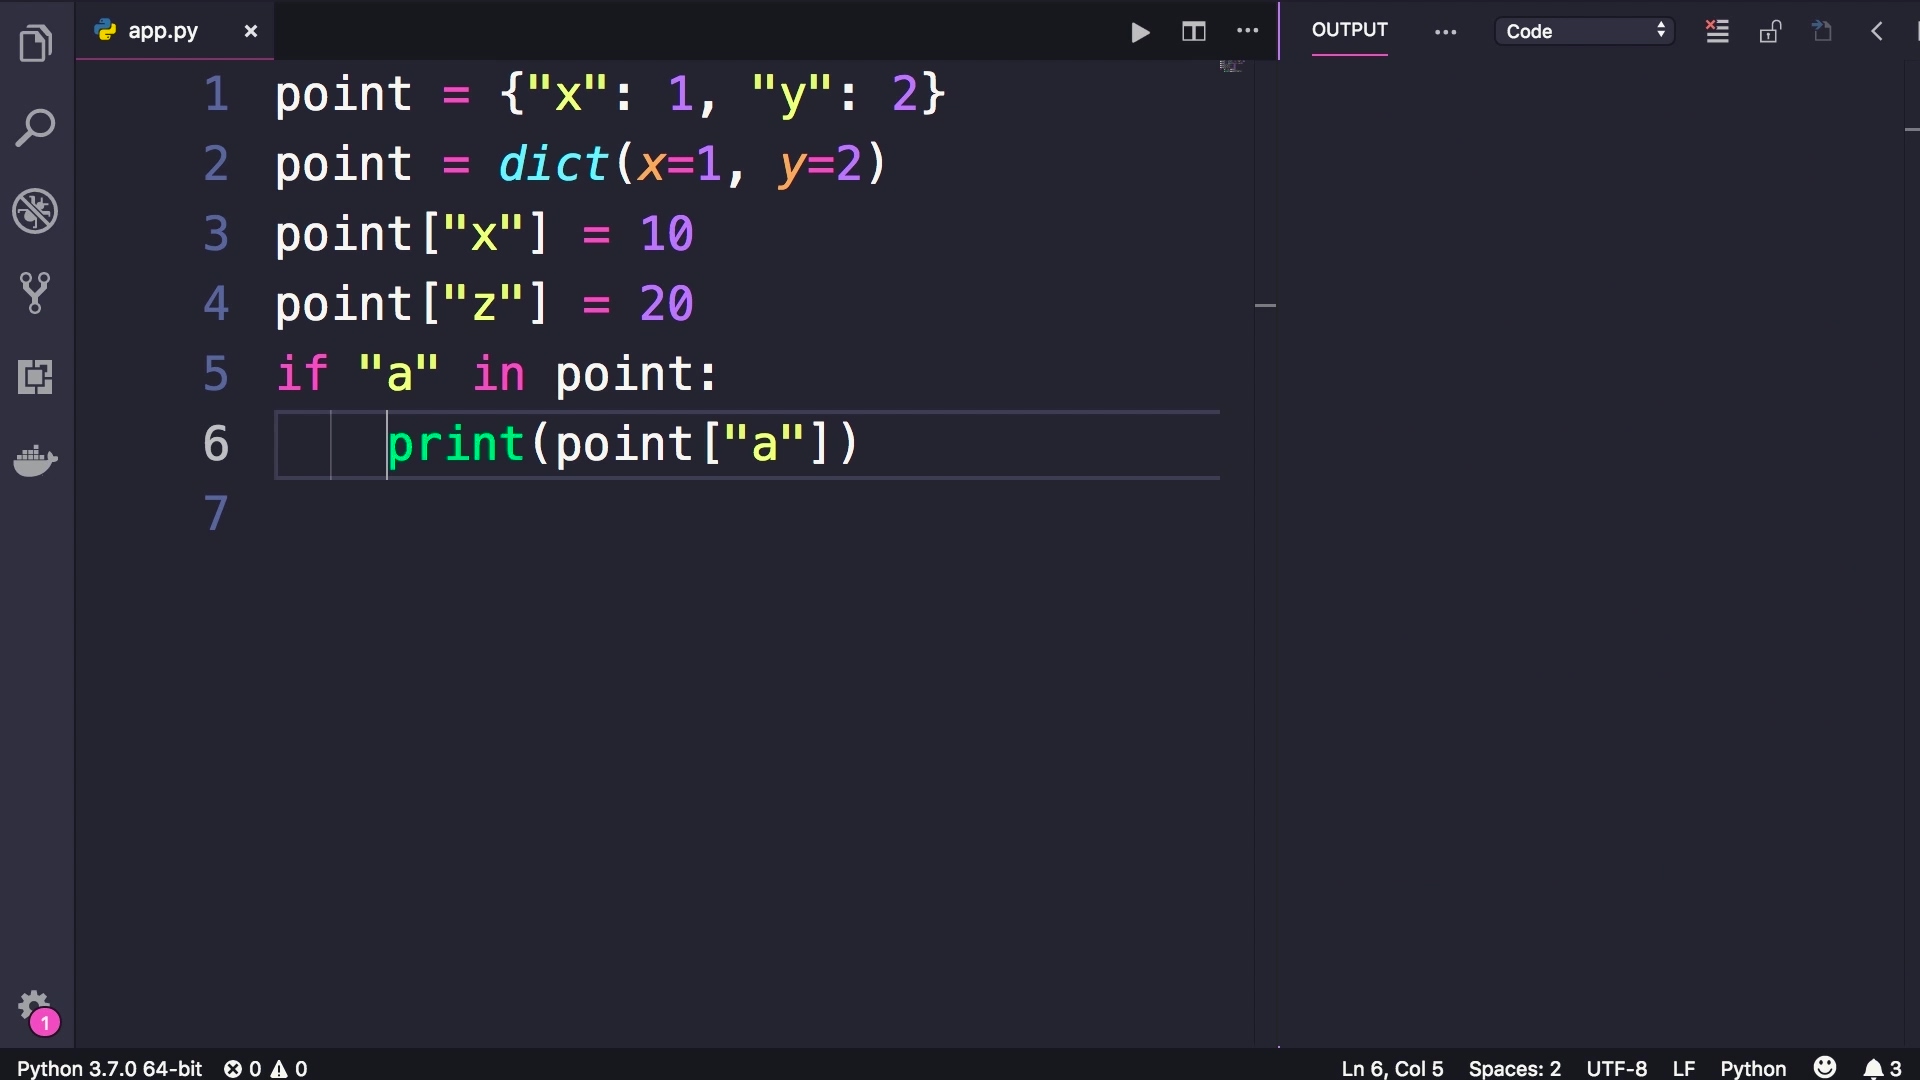 app.py ×
OUTPUT ... Code
1 point = {"x": 1, "y": 2}
2 point = dict(x=1, y=2)
3 point["x"] = 10
4 point["z"] = 20
5 if "a" in point:
6     print(point["a"])
7
1
Python 3.7.0 64-bit 0 0 Ln 6, Col 5 Spaces: 2 UTF-8 LF Python 3